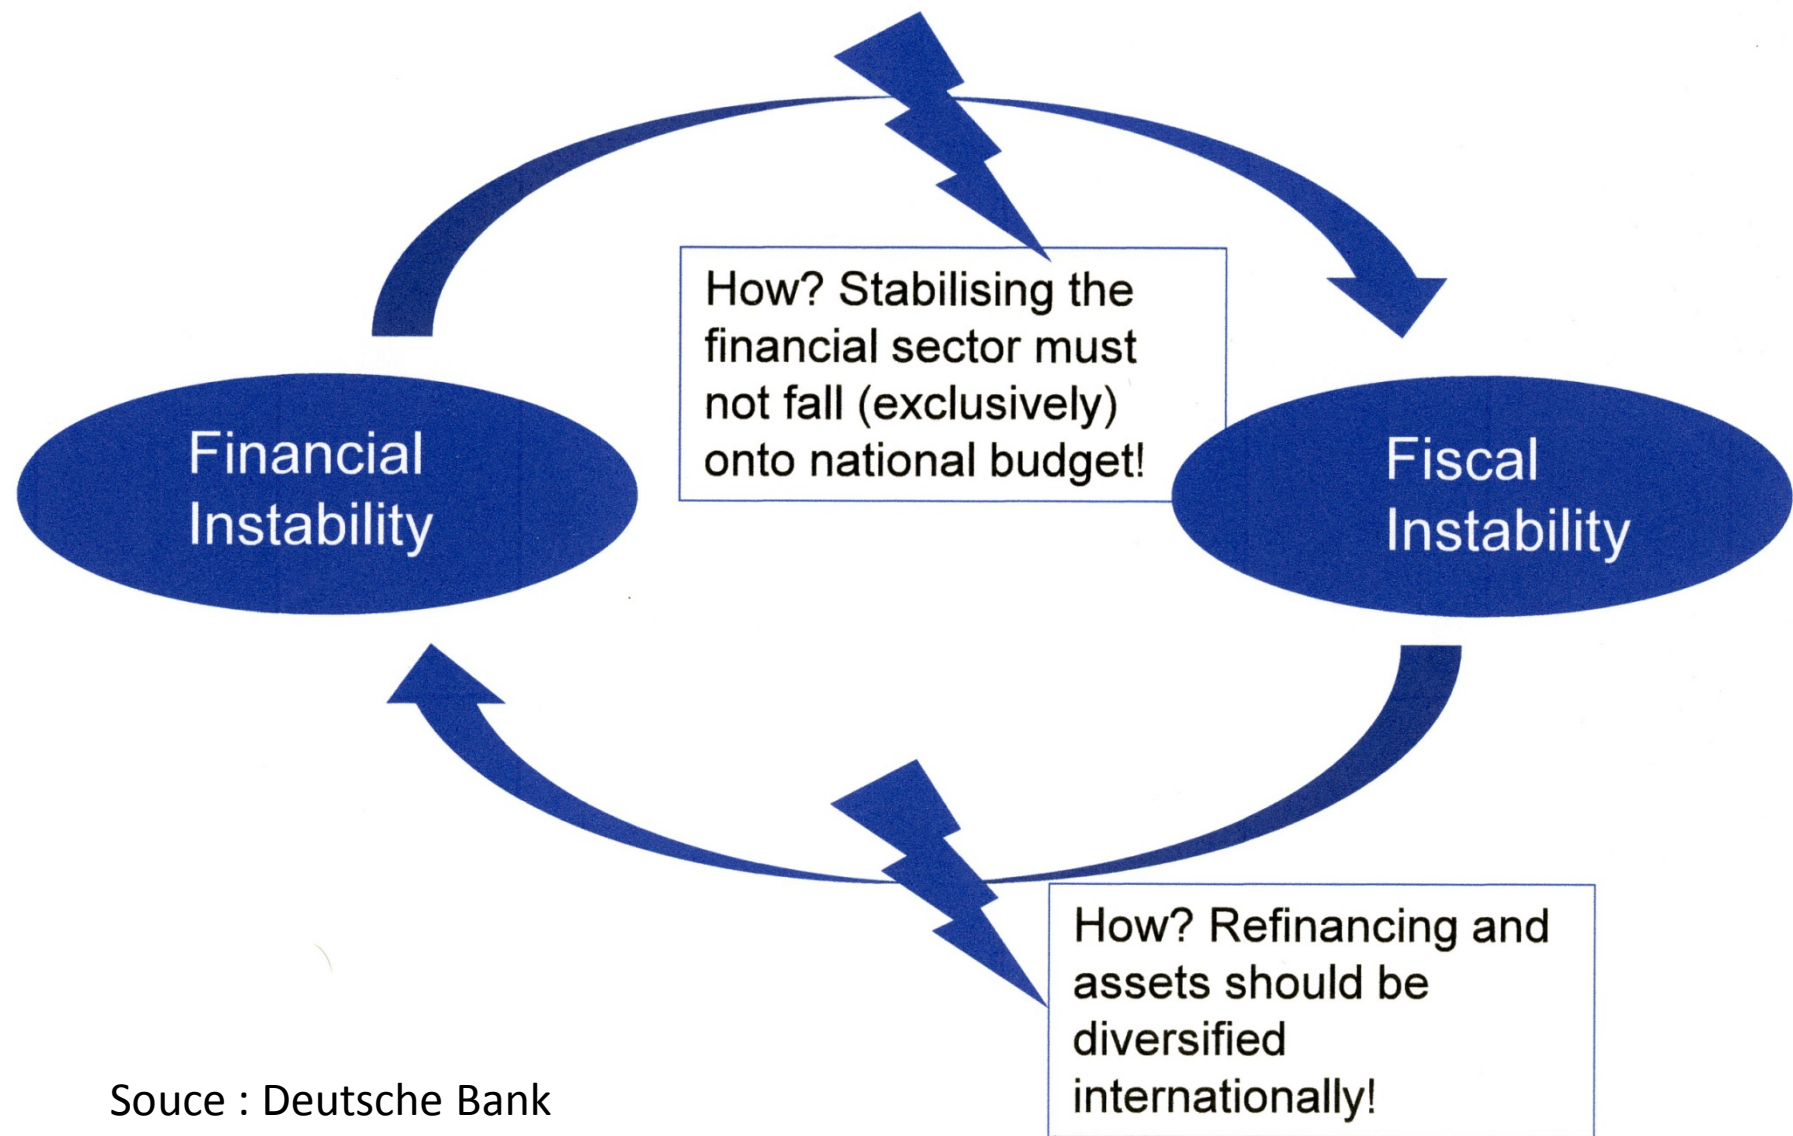 How? Stabilising the
financial sector must
not fall (exclusively)
onto national budget!
Financial
Instability
Fiscal
Instability
How? Refinancing and
assets should be
diversified
internationally!
Souce : Deutsche Bank